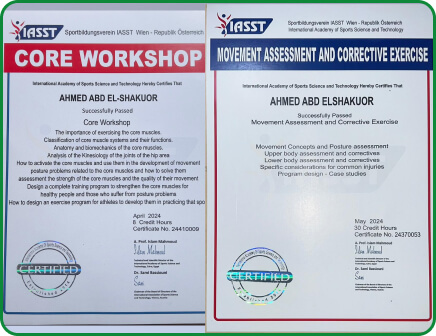 IASST
Sportbildungsverein IASST Wien - Republik Österreich
CORE WORKSHOP
International Academy of Sports Science and Technology Hereby Certifies That
AHMED ABD EL-SHAKUOR
Successfully Passed
Core Workshop
The importance of exercising the core muscles.
Classification of core muscle systems and their functions.
Anatomy and biomechanics of the core muscles.
Analysis of the Kinesology of the joints of the hip area
How to activate the core muscles and use them in the development of movement
posture problems related to the core muscles and how to solve them
assessment the strength of the core muscles and the quality of their movement
Design a complete training program to strengthen the core muscles for
healthy people and those who suffer from posture problems
How to design an exercise program for athletes to develop them in practicing that spo
April 2024
8 Credit Hours
Certificate No. 24410009
A. Prof. Islam Mahmoud
Dr. Sami Bassiouni
CERTIFIED
IASST
Sportbildungsverein IASST Wien - Republik Österreich
International Academy of Sports Science and Technology
MOVEMENT ASSESSMENT AND CORRECTIVE EXERCISE
International Academy of Sports Science and Technology Hereby Certifies That
AHMED ABD ELSHAKUOR
Successfully Passed
Movement Assessment and Corrective Exercise
Movement Concepts and Posture assessment
Upper body assessment and correctives
Lower body assessment and correctives
Specific considerations for common injuries
Program design - Case studies
May 2024
30 Credit Hours
Certificate No. 24370053
A. Prof. Islam Mahmoud
Dr. Sami Bassiouni
CERTIFIED